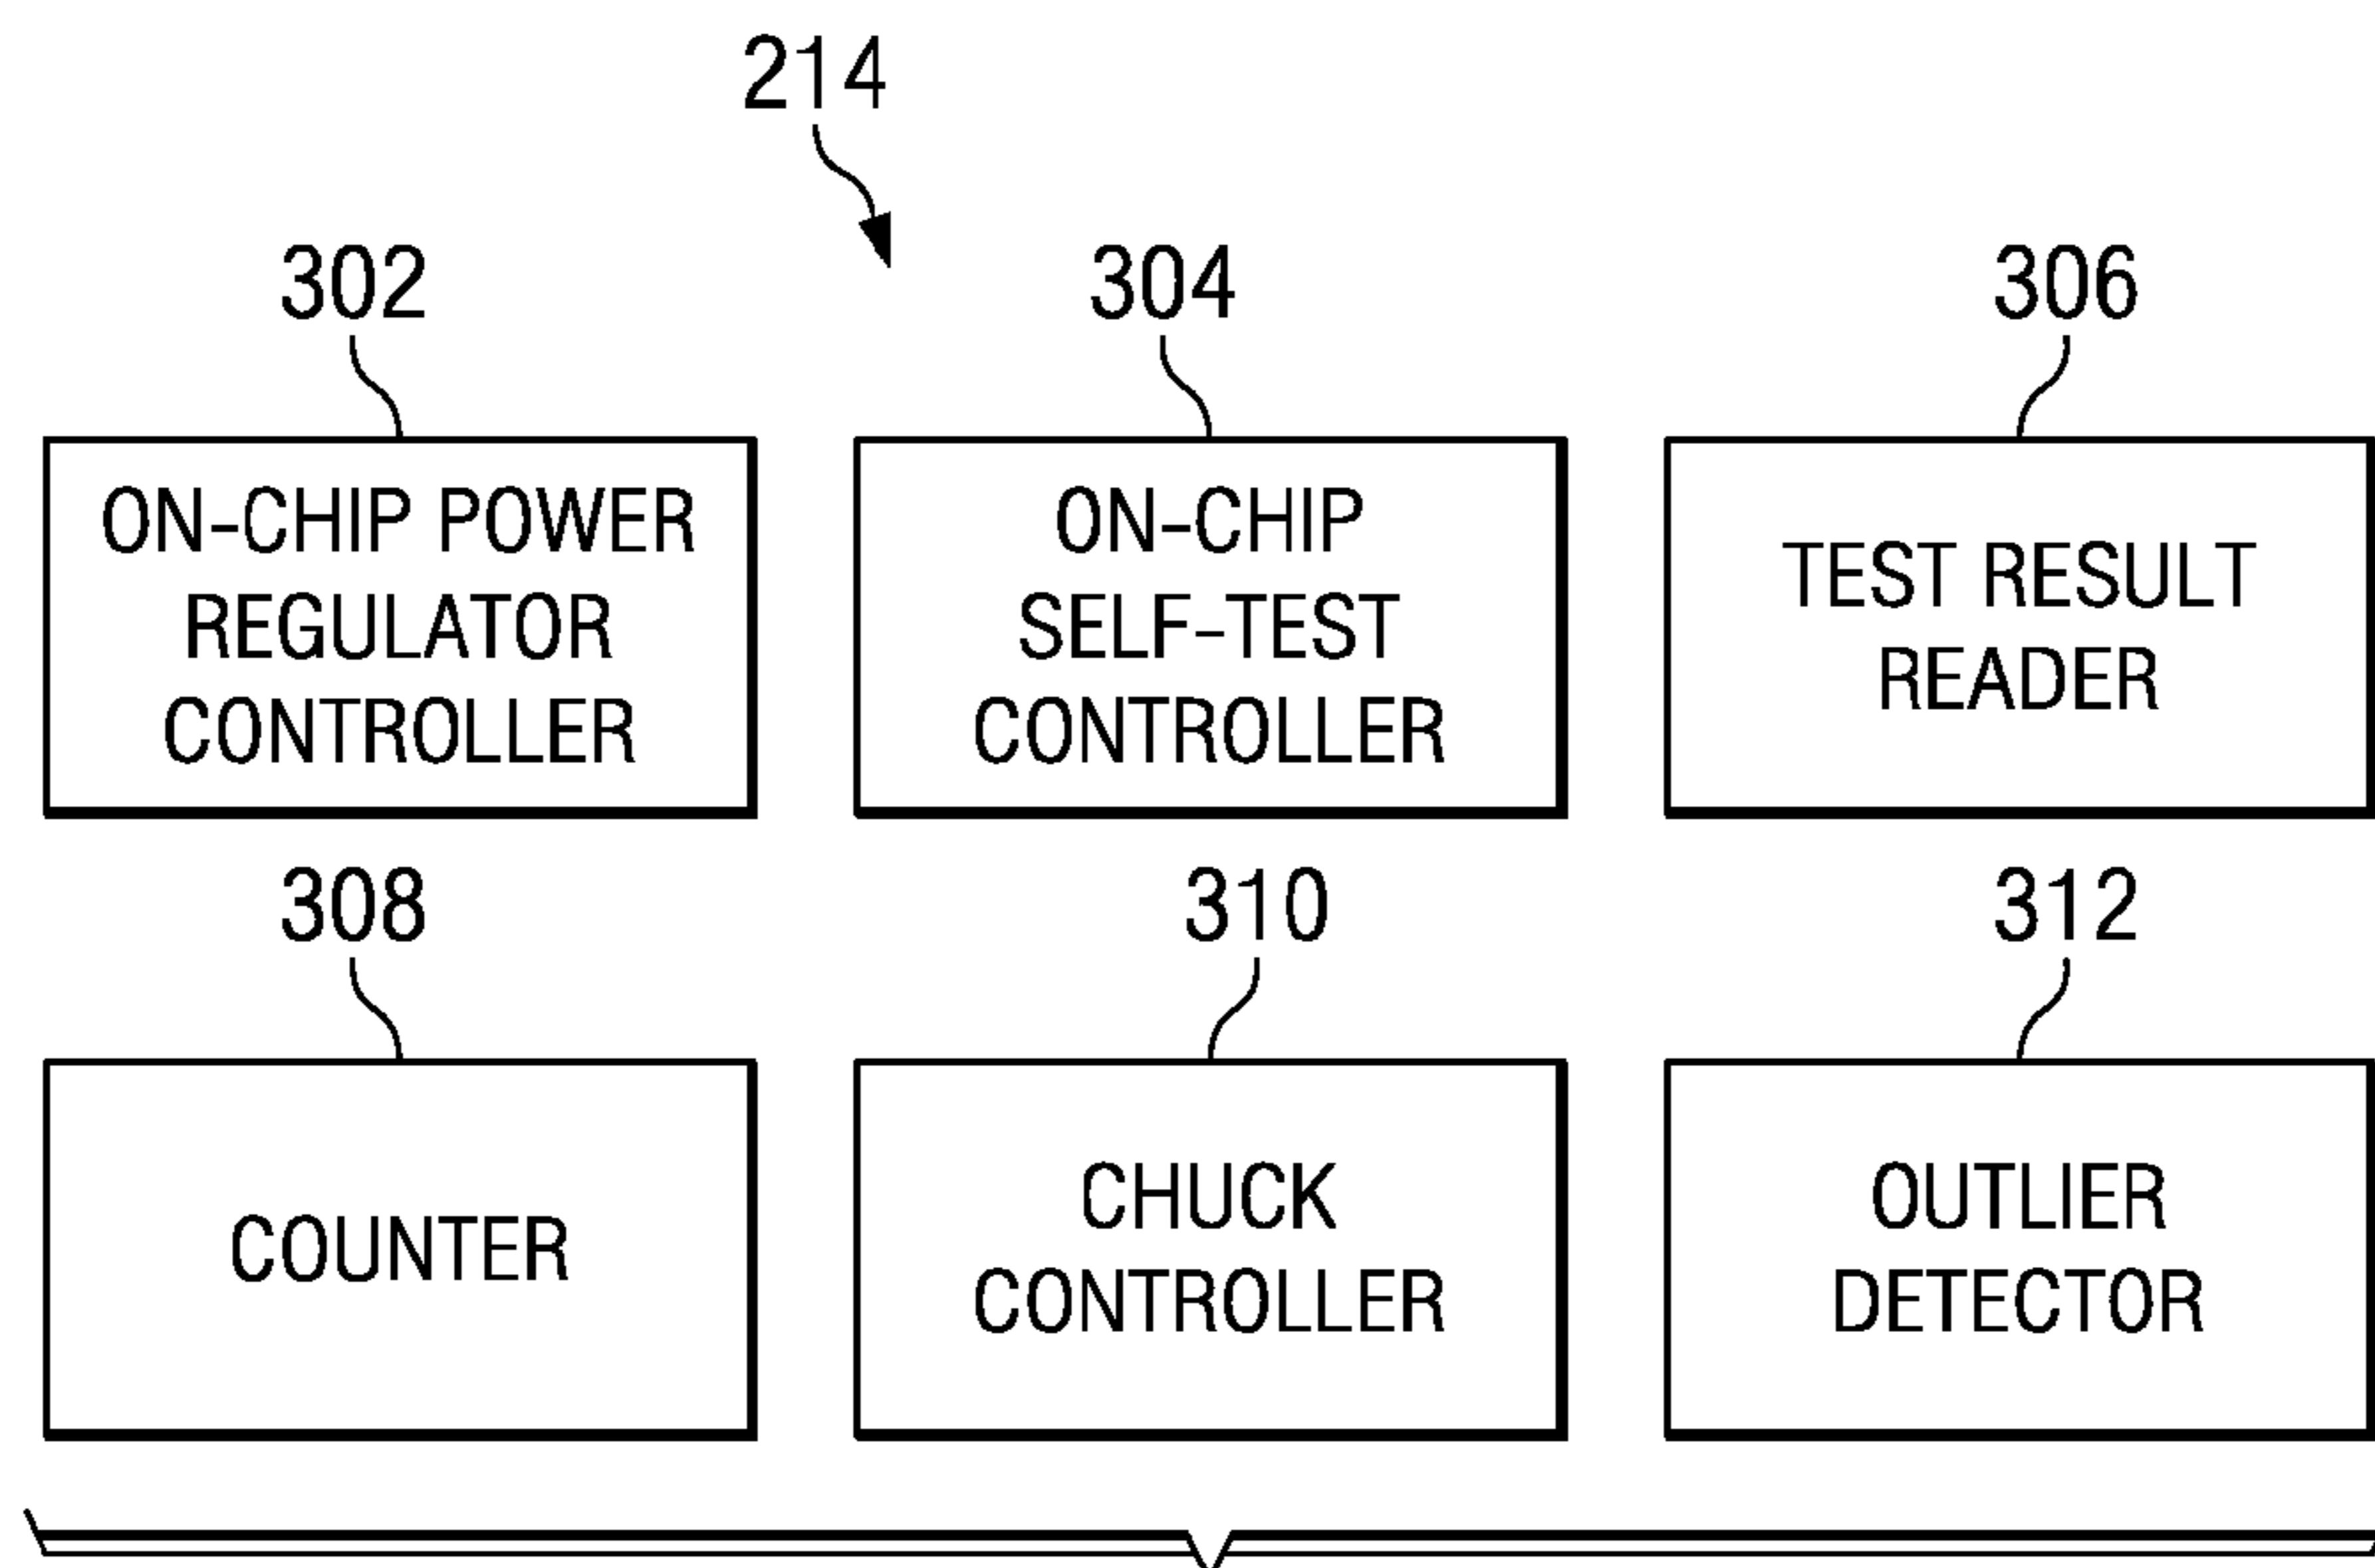 214
302
304
306
ON-CHIP POWER
REGULATOR
CONTROLLER
ON-CHIP
SELF-TEST
CONTROLLER
TEST RESULT
READER
308
310
312
COUNTER
CHUCK
CONTROLLER
OUTLIER
DETECTOR